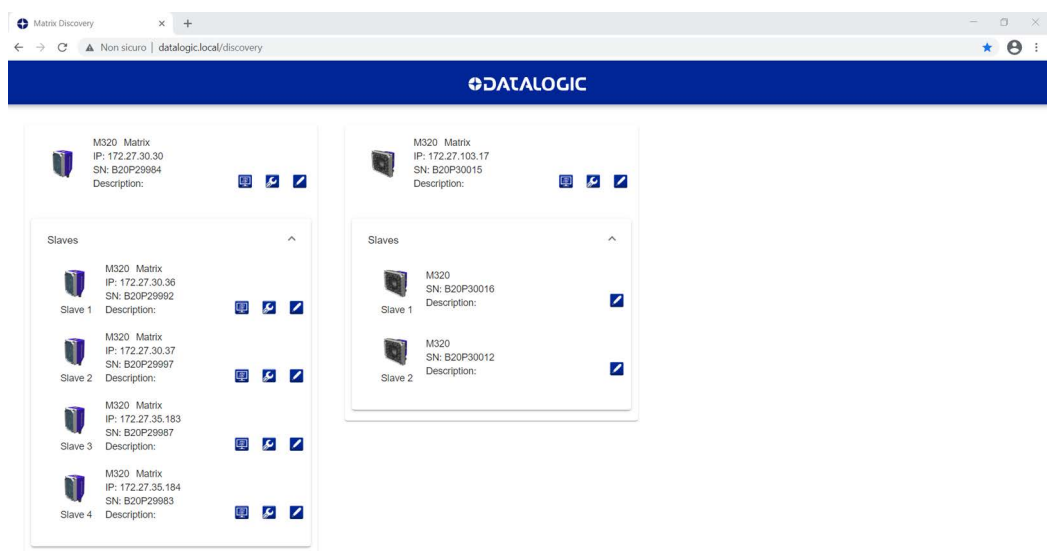 Matrix Discovery
Non sicuro | datalogic.local/discovery
DATALOGIC
M320 Matrix
IP: 172.27.30.30
SN: B20P29984
Description:
Slaves
M320 Matrix
IP: 172.27.30.36
SN: B20P29992
Slave 1 Description:
M320 Matrix
IP: 172.27.30.37
SN: B20P29997
Slave 2 Description:
M320 Matrix
IP: 172.27.35.183
SN: B20P29987
Slave 3 Description:
M320 Matrix
IP: 172.27.35.184
SN: B20P29983
Slave 4 Description:
M320 Matrix
IP: 172.27.103.17
SN: B20P30015
Description:
Slaves
M320
SN: B20P30016
Description:
Slave 1
M320
SN: B20P30012
Description:
Slave 2